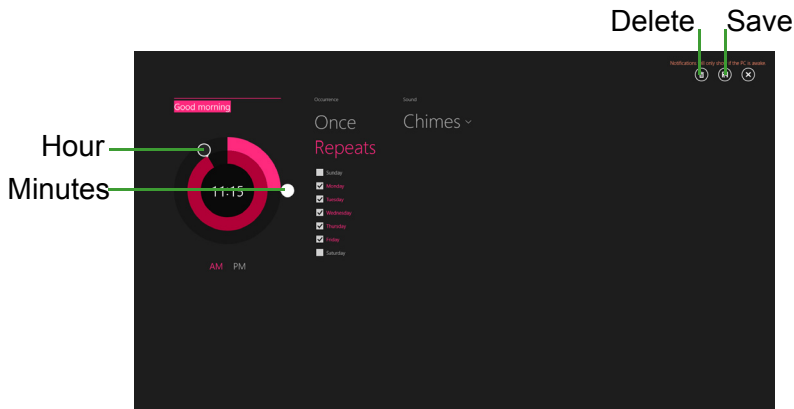 Delete Save
Notifications will only show if the PC is awake.
Good morning
Occurrence
Sound
Once
Chimes
Repeats
Hour
Minutes
11:15
Sunday
Monday
Tuesday
Wednesday
Thursday
Friday
Saturday
AM PM